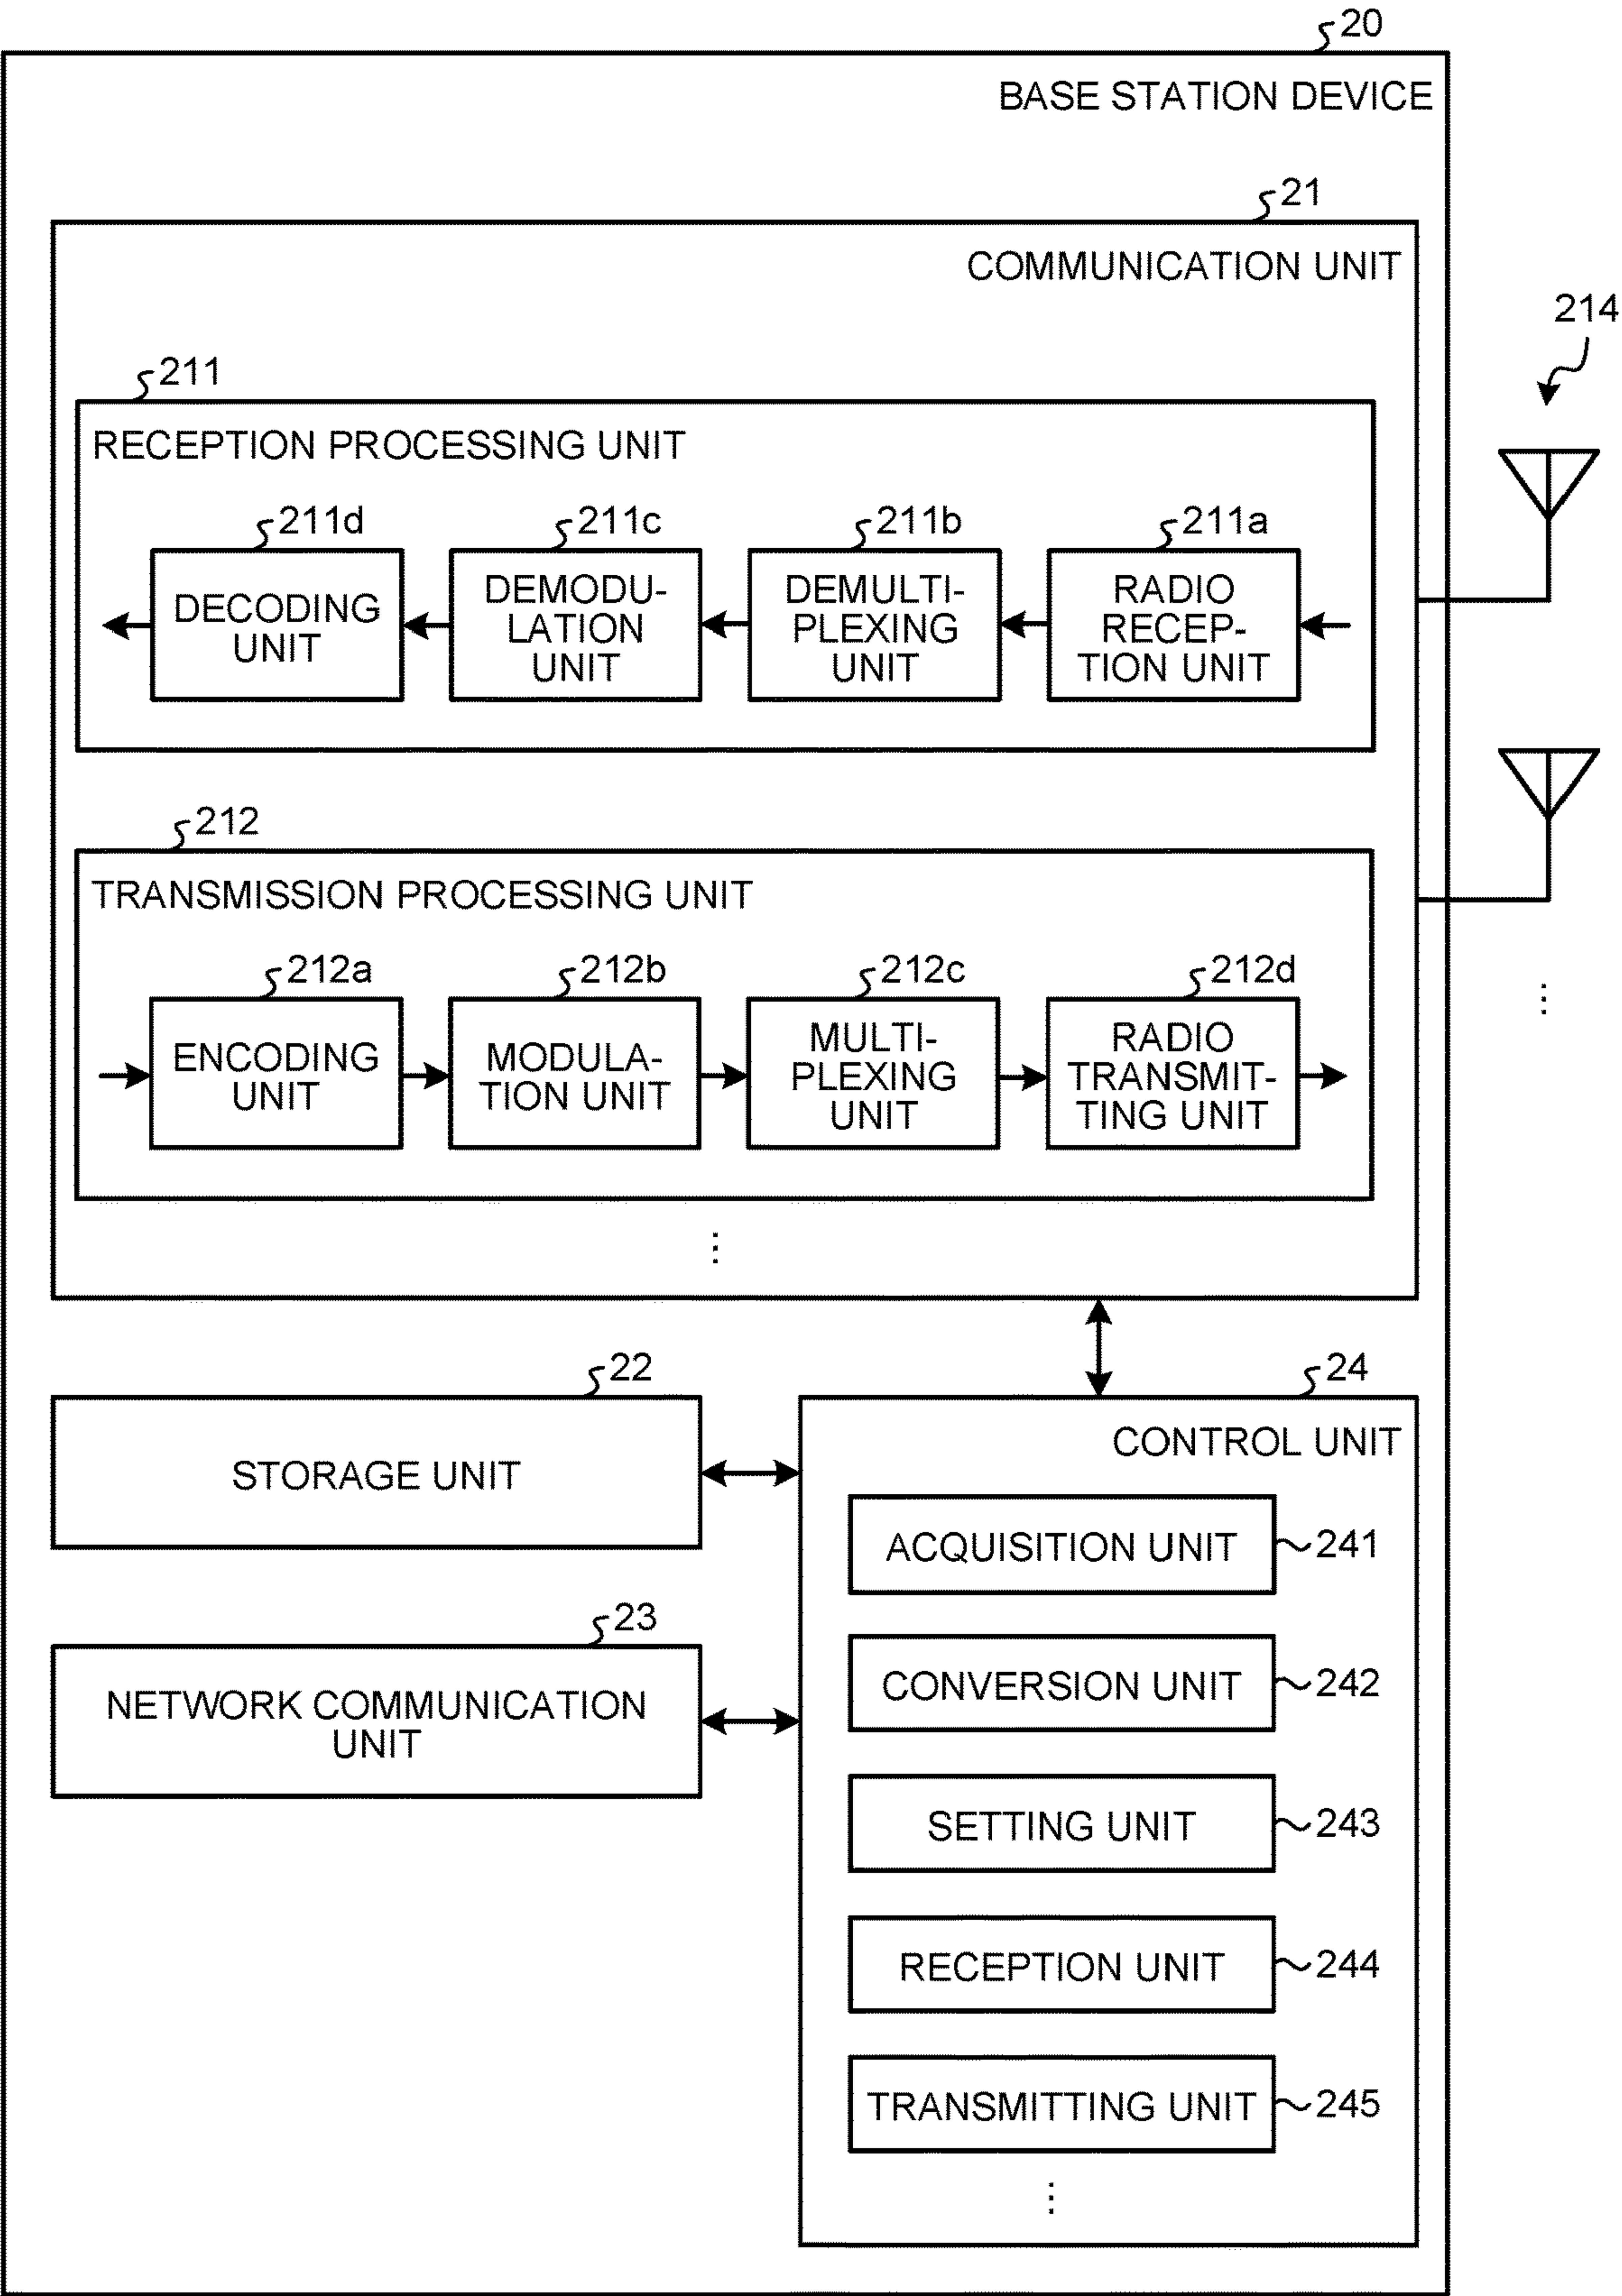 20
BASE STATION DEVICE
21
COMMUNICATION UNIT
214
211
RECEPTION PROCESSING UNIT
211d
211c
211b
211a
DECODING
UNIT
DEMODU-
LATION
UNIT
DEMULTI-
PLEXING
UNIT
RADIO
RECEP-
TION UNIT
212
TRANSMISSION PROCESSING UNIT
212a
212b
212c
212d
ENCODING
UNIT
MODULA-
TION UNIT
MULTI-
PLEXING
UNIT
RADIO
TRANSMIT-
TING UNIT
22
STORAGE UNIT
23
NETWORK COMMUNICATION
UNIT
24
CONTROL UNIT
ACQUISITION UNIT
241
CONVERSION UNIT
242
SETTING UNIT
243
RECEPTION UNIT
244
TRANSMITTING UNIT
245